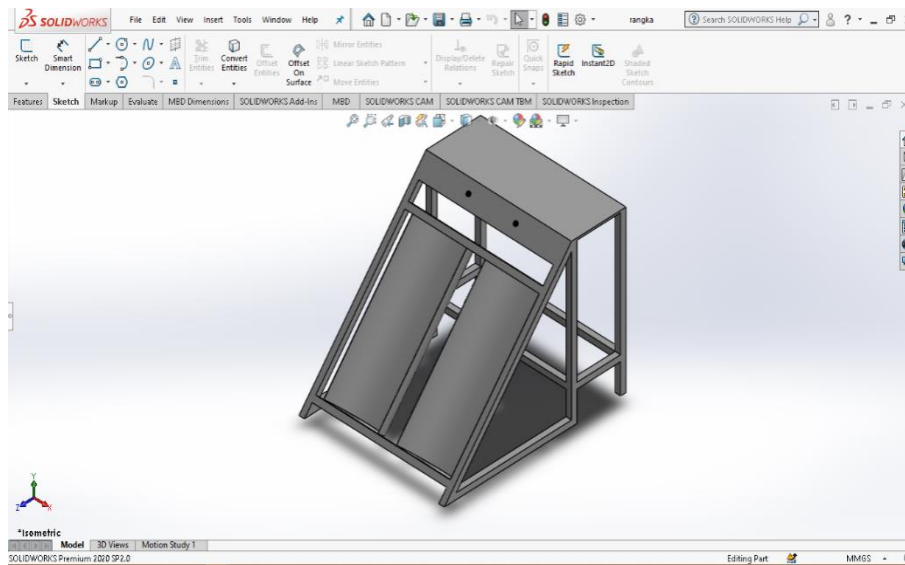 SOLIDWORKS File Edit View Insert Tools Window Help rangka Search SOLIDWORKS Help ?
Sketch Smart Dimension Trim Entities Convert Entities Offset Entities Offset On Surface Mirror Entities Linear Sketch Pattern Move Entities Display/Delete Relations Repair Sketch Quick Snaps Rapid Sketch Instant2D Shaded Sketch Contours
Features Sketch Markup Evaluate MBD Dimensions SOLIDWORKS Add-Ins MBD SOLIDWORKS CAM SOLIDWORKS CAM TBM SOLIDWORKS Inspection
Y
Z X
*Isometric
Model 3D Views Motion Study 1
SOLIDWORKS Premium 2020 SP2.0 Editing Part MMGS